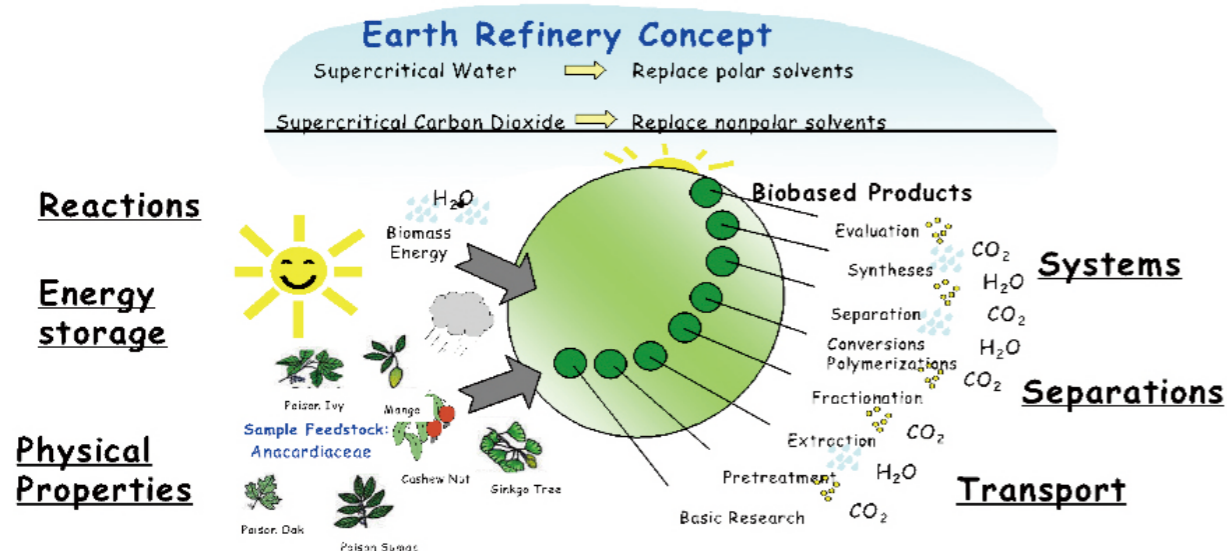 Earth Refinery Concept
Supercritical Water
Replace polar solvents
Supercritical Carbon Dioxide
Replace nonpolar solvents
Reactions
Energy
storage
Physical
Properties
H₂O
Biomass
Energy
Poison Ivy
Mango
Sample Feedstock:
Anacardiaceae
Cashew Nut
Ginkgo Tree
Poison Oak
Poison Sumac
Biobased Products
Evaluation
CO₂
Syntheses
H₂O
Separation
CO₂
Conversions
Polymerizations
H₂O
CO₂
Fractionation
Extraction
CO₂
Pretreatment
H₂O
Basic Research
CO₂
Systems
Separations
Transport